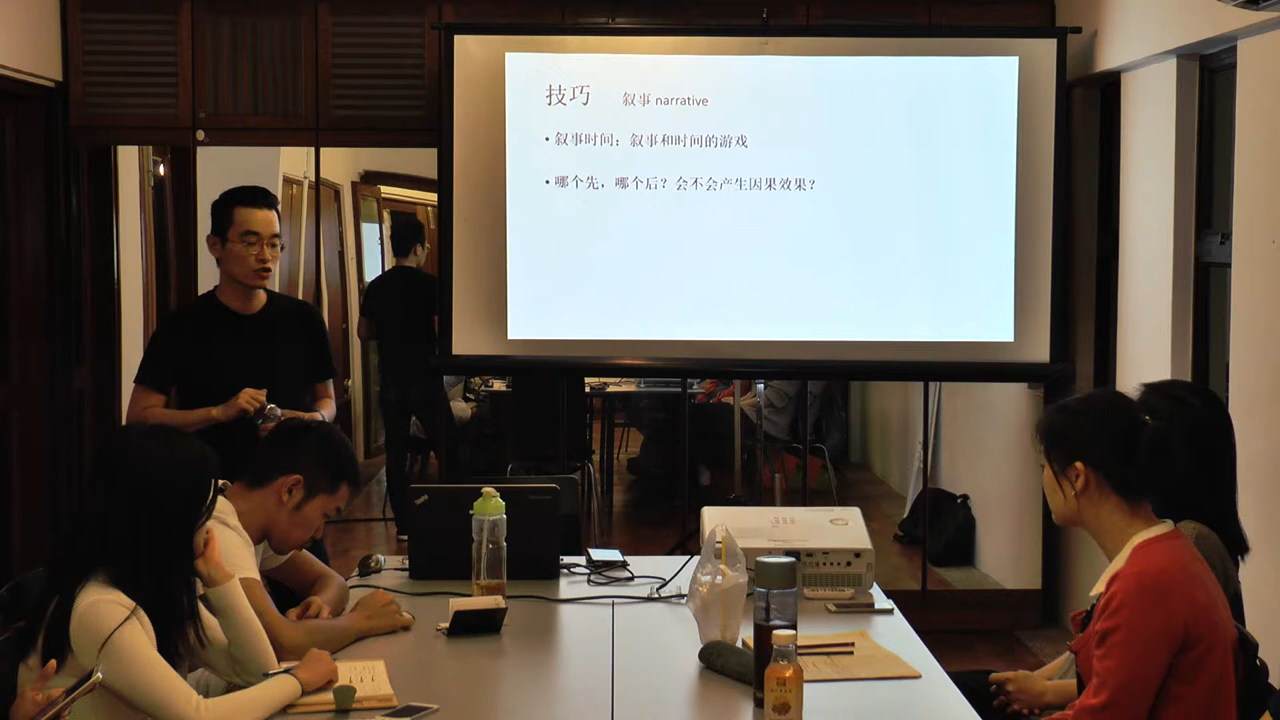 技巧 叙事 narrative
• 叙事时间：叙事和时间的游戏
• 哪个先，哪个后？会不会产生因果效果？
ThinkPad